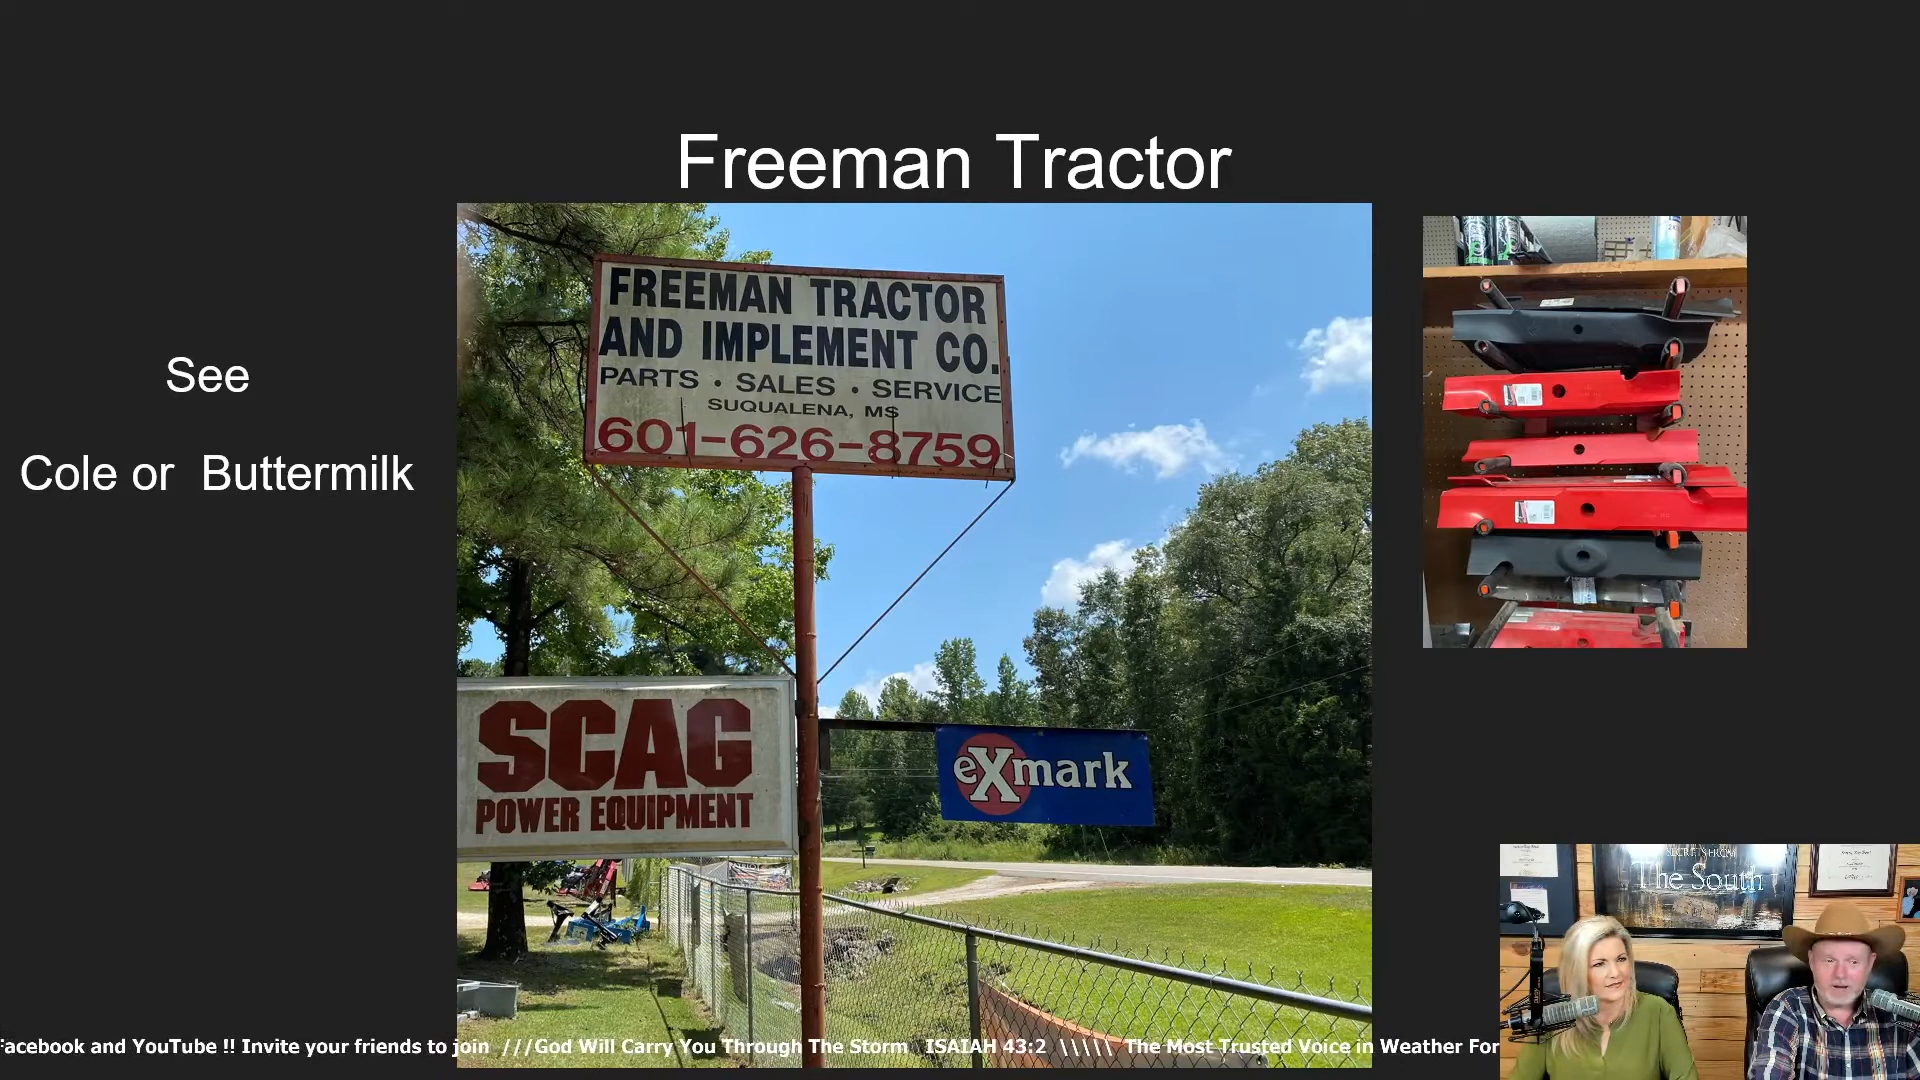 Freeman Tractor
See
Cole or Buttermilk
FREEMAN TRACTOR
AND IMPLEMENT CO.
PARTS • SALES • SERVICE
SUQUALENA, MS
601-626-8759
SCAG
POWER EQUIPMENT
eXmark
The South
Facebook and YouTube !! Invite your friends to join ///God Will Carry You Through The Storm ISAIAH 43:2 \\\\\ The Most Trusted Voice in Weather For